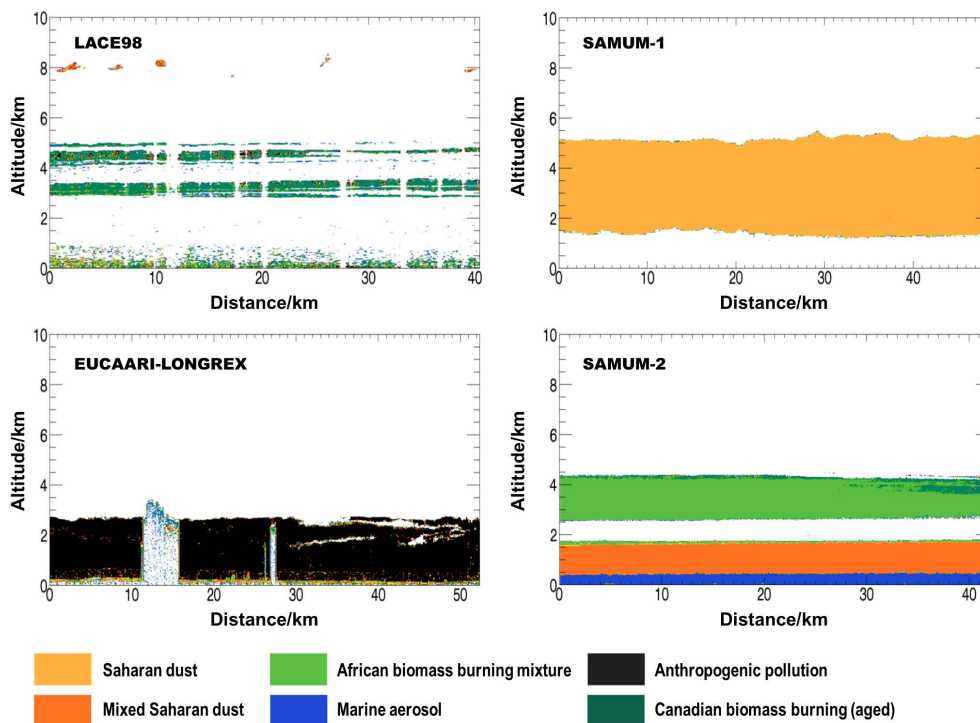 LACE98
10
8
6
4
2
0
Altitude/km
0 10 20 30 40
Distance/km
SAMUM-1
10
8
6
4
2
0
Altitude/km
0 10 20 30 40
Distance/km
EUCAARI-LONGREX
10
8
6
4
2
0
Altitude/km
0 10 20 30 40 50
Distance/km
SAMUM-2
10
8
6
4
2
0
Altitude/km
0 10 20 30 40
Distance/km
Saharan dust
African biomass burning mixture
Anthropogenic pollution
Mixed Saharan dust
Marine aerosol
Canadian biomass burning (aged)